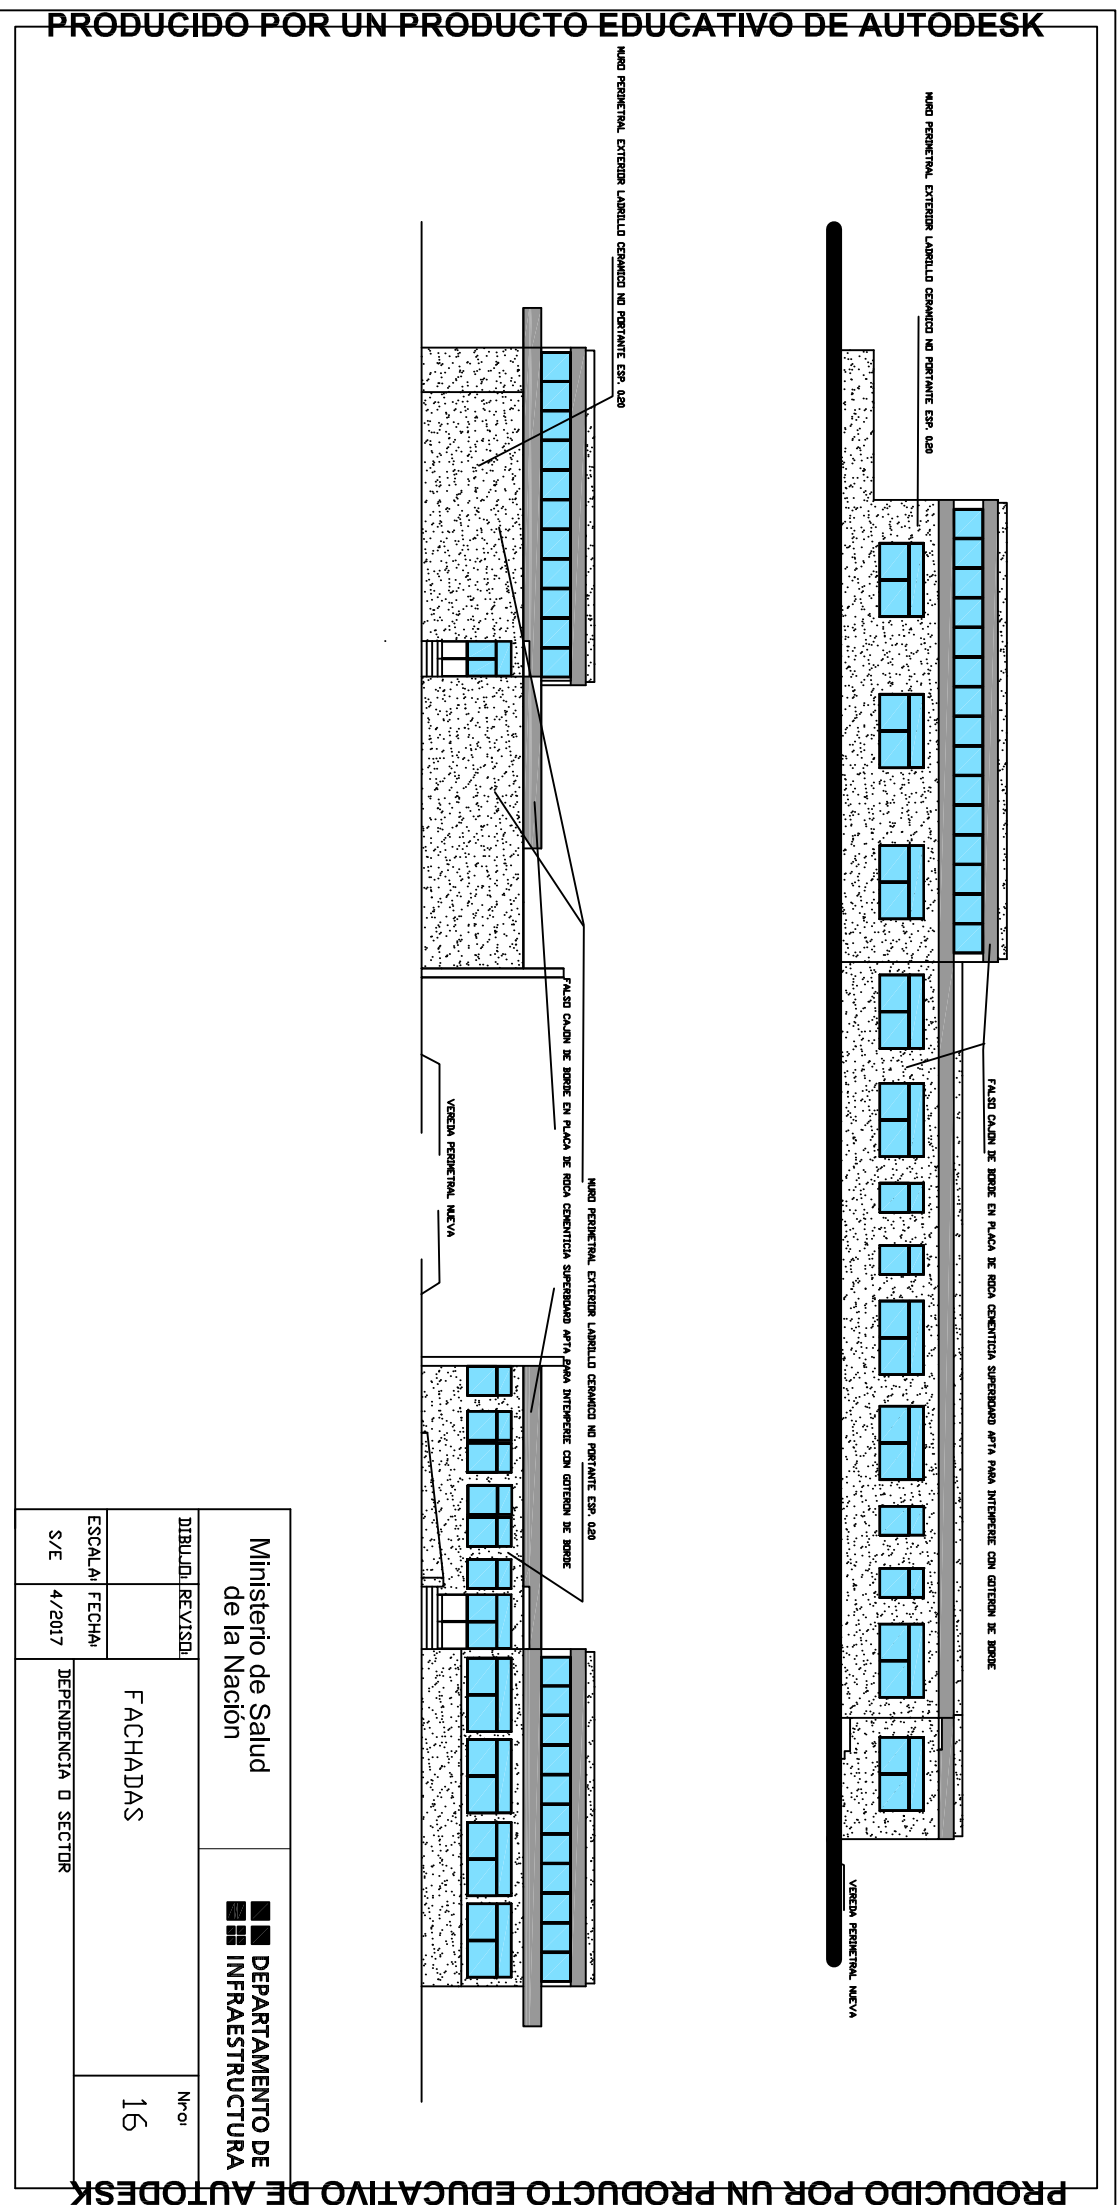 PRODUCIDO POR UN PRODUCTO EDUCATIVO DE AUTODESK
MURO PERIMETRAL EXTERIOR LADRILLO CERAMICO NO PORTANTE ESP. 0.20
FALSO CAJON DE BORDE EN PLACA DE ROCA CEMENTICIA SUPERBOARD APTA PARA INTEMPERIE CON GOTERON DE BORDE
VEREDA PERIMETRAL NUEVA
MURO PERIMETRAL EXTERIOR LADRILLO CERAMICO NO PORTANTE ESP. 0.20
MURO PERIMETRAL EXTERIOR LADRILLO CERAMICO NO PORTANTE ESP. 0.20
FALSO CAJON DE BORDE EN PLACA DE ROCA CEMENTICIA SUPERBOARD APTA PARA INTEMPERIE CON GOTERON DE BORDE
VEREDA PERIMETRAL NUEVA
Ministerio de Salud
de la Nación
DEPARTAMENTO DE
INFRAESTRUCTURA
DIBUJO: REVISO:
ESCALA: FECHA:
S/E 4/2017
FACHADAS
DEPENDENCIA O SECTOR
Nro:
16
PRODUCIDO POR UN PRODUCTO EDUCATIVO DE AUTODESK